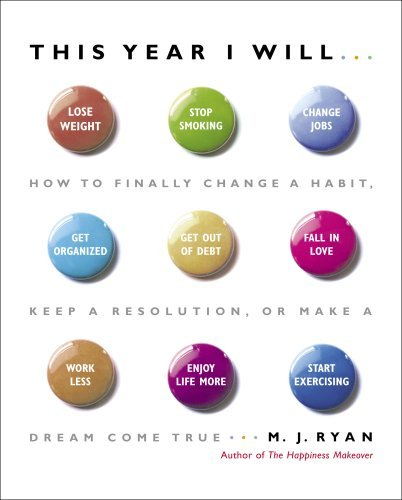 THIS YEAR I WILL...
LOSE
WEIGHT
STOP
SMOKING
CHANGE
JOBS
HOW TO FINALLY CHANGE A HABIT,
GET
ORGANIZED
GET OUT
OF DEBT
FALL IN
LOVE
KEEP A RESOLUTION, OR MAKE A
WORK
LESS
ENJOY
LIFE MORE
START
EXERCISING
DREAM COME TRUE... M. J. RYAN
Author of The Happiness Makeover